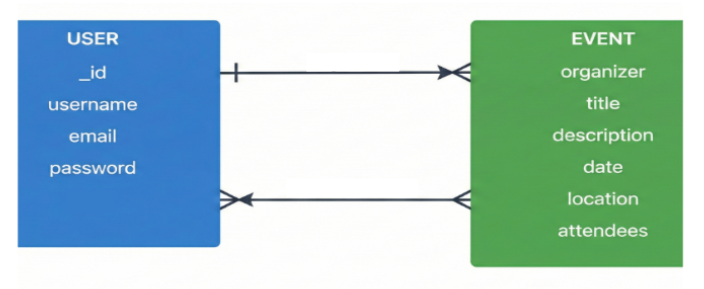 USER
_id
username
email
password
EVENT
organizer
title
description
date
location
attendees